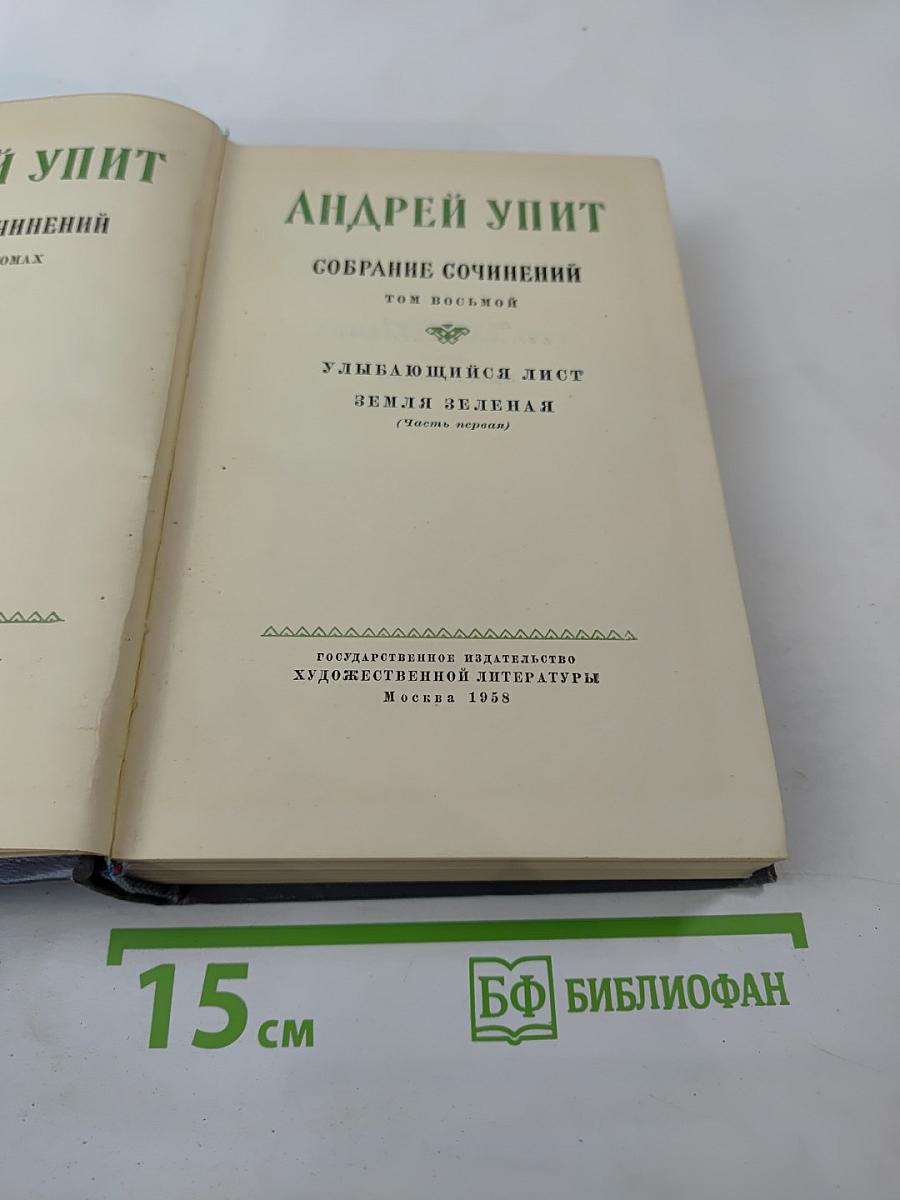 Й УПИТ
ЧИНЕНИЙ
ОМАХ
АНДРЕЙ УПИТ
СОБРАНИЕ СОЧИНЕНИЙ
ТОМ ВОСЬМОЙ
УЛЫБАЮЩИЙСЯ ЛИСТ
ЗЕМЛЯ ЗЕЛЕНАЯ
(Часть первая)
ГОСУДАРСТВЕННОЕ ИЗДАТЕЛЬСТВО
ХУДОЖЕСТВЕННОЙ ЛИТЕРАТУРЫ
Москва 1958
15 см
БФ БИБЛИОФАН